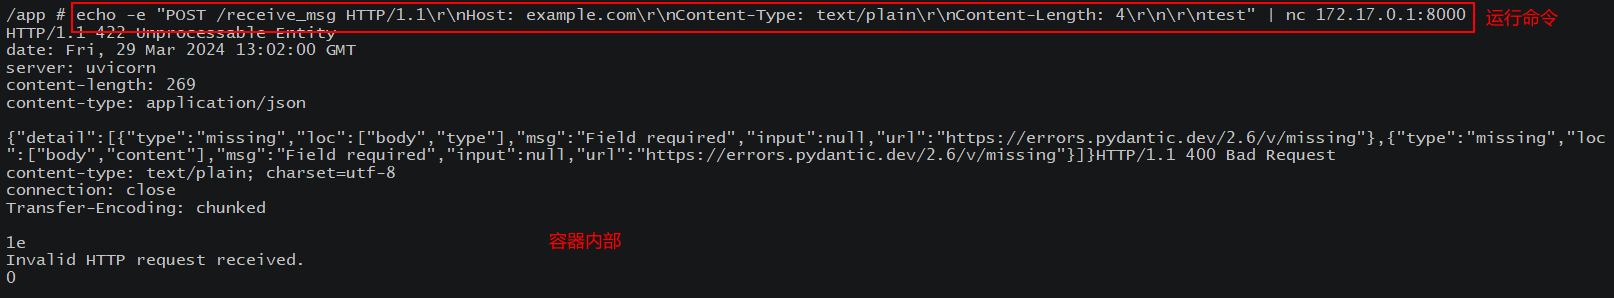 /app # echo -e "POST /receive_msg HTTP/1.1\r\nHost: example.com\r\nContent-Type: text/plain\r\nContent-Length: 4\r\n\r\n\r\ntest" | nc 172.17.0.1:8000 运行命令
HTTP/1.1 422 Unprocessable Entity
date: Fri, 29 Mar 2024 13:02:00 GMT
server: uvicorn
content-length: 269
content-type: application/json
{"detail":[{"type":"missing","loc":["body","type"],"msg":"Field required","input":null,"url":"https://errors.pydantic.dev/2.6/v/missing"},{"type":"missing","loc
":["body","content"],"msg":"Field required","input":null,"url":"https://errors.pydantic.dev/2.6/v/missing"}]}HTTP/1.1 400 Bad Request
content-type: text/plain; charset=utf-8
connection: close
Transfer-Encoding: chunked
容器内部
1e
Invalid HTTP request received.
0